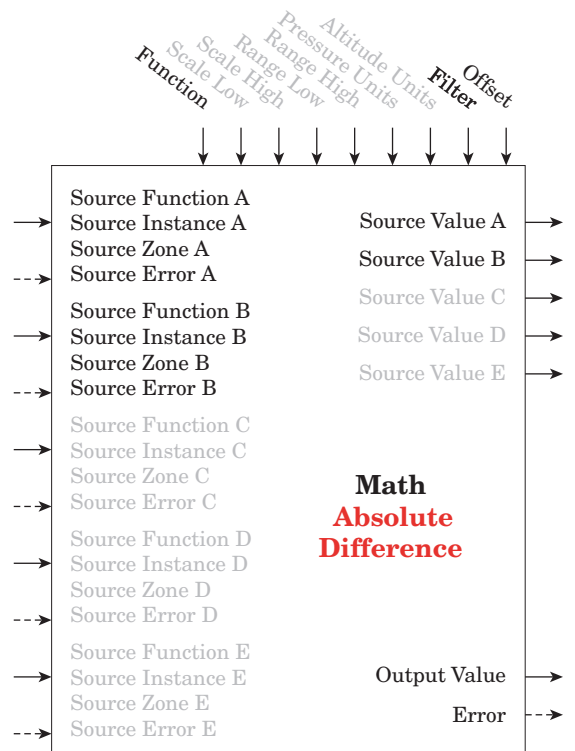 Function
Scale Low
Scale High
Range Low
Range High
Pressure Units
Altitude Units
Filter
Offset
Source Function A
Source Instance A
Source Zone A
Source Error A
Source Function B
Source Instance B
Source Zone B
Source Error B
Source Function C
Source Instance C
Source Zone C
Source Error C
Source Function D
Source Instance D
Source Zone D
Source Error D
Source Function E
Source Instance E
Source Zone E
Source Error E
Source Value A
Source Value B
Source Value C
Source Value D
Source Value E
Math
Absolute
Difference
Output Value
Error